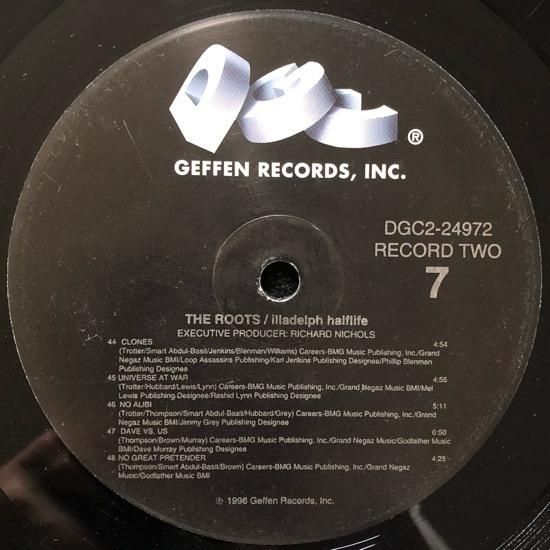 DGC
®
GEFFEN RECORDS, INC.
DGC2-24972
RECORD TWO
7
THE ROOTS / illadelph halflife
EXECUTIVE PRODUCER: RICHARD NICHOLS
44 CLONES 4:54
(Trotter/Smart Abdul-Basit/Jenkins/Blenman/Williams) Careers-BMG Music Publishing, Inc./Grand
Negaz Music BMI/Loop Assassins Publishing/Karl Jenkins Publishing Designee/Phillip Blenman
Publishing Designee
45 UNIVERSE AT WAR 4:55
(Trotter/Hubbard/Lewis/Lynn) Careers-BMG Music Publishing, Inc./Grand Negaz Music BMI/Mel
Lewis Publishing Designee/Rashid Lynn Publishing Designee
46 NO ALIBI 5:11
(Trotter/Thompson/Smart Abdul-Basit/Hubbard/Grey) Careers-BMG Music Publishing, Inc./Grand Negaz Music
BMI/Jimmy Grey Publishing Designee
47 DAVE VS. US 0:50
(Thompson/Brown/Murray) Careers-BMG Music Publishing, Inc./Grand Negaz Music/Godfather Music
BMI/Dave Murray Publishing Designee
48 NO GREAT PRETENDER 4:25
(Thompson/Smart Abdul-Basit/Brown) Careers-BMG Music Publishing, Inc./Grand Negaz
Music/Godfather Music BMI
℗ 1996 Geffen Records, Inc.